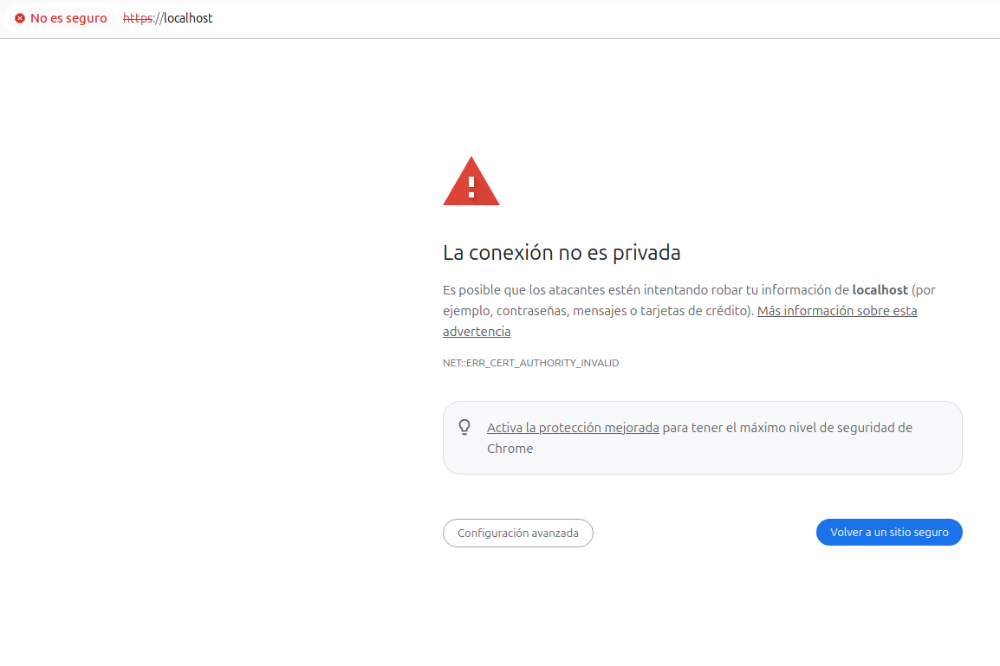 No es seguro https://localhost
La conexión no es privada
Es posible que los atacantes estén intentando robar tu información de localhost (por
ejemplo, contraseñas, mensajes o tarjetas de crédito). Más información sobre esta
advertencia
NET::ERR_CERT_AUTHORITY_INVALID
Activa la protección mejorada para tener el máximo nivel de seguridad de
Chrome
Configuración avanzada Volver a un sitio seguro